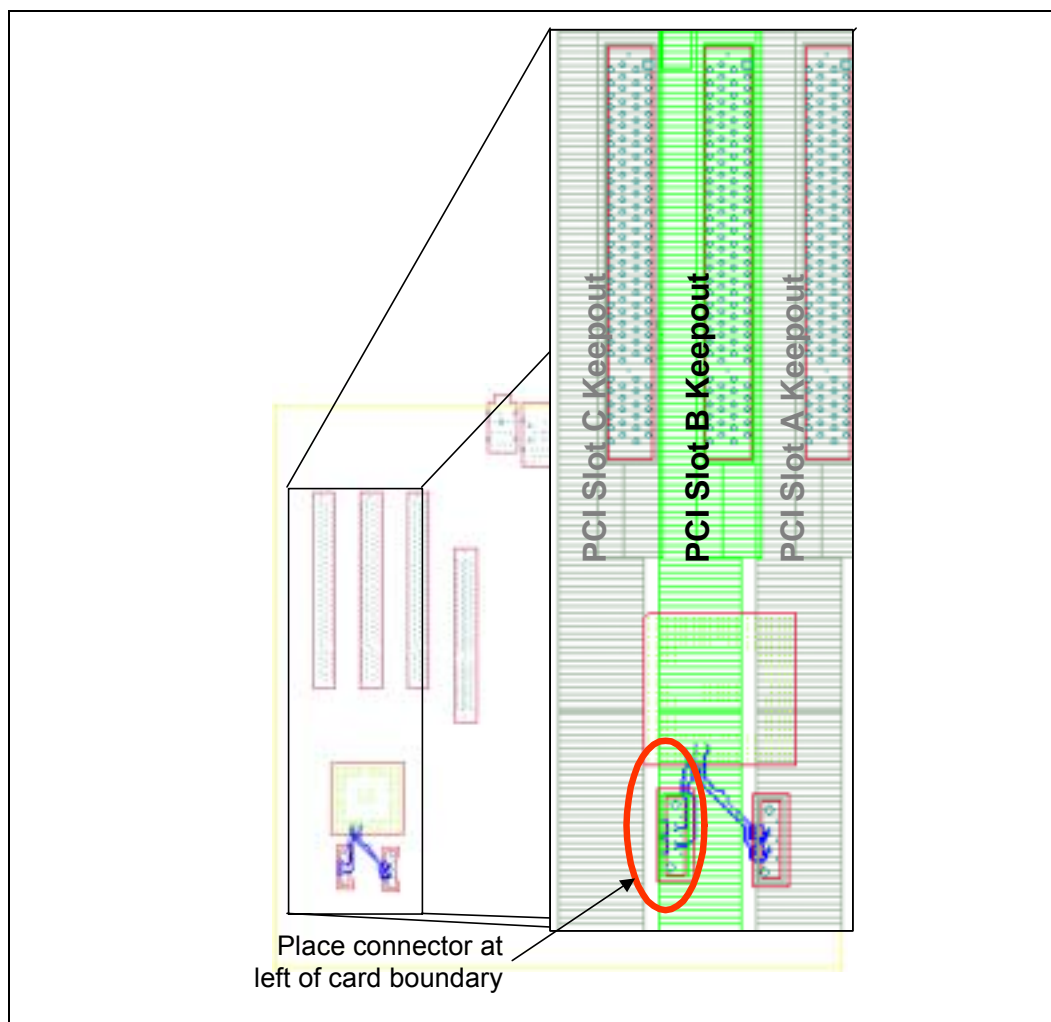 PCI Slot C Keepout
PCI Slot B Keepout
PCI Slot A Keepout
Place connector at
left of card boundary